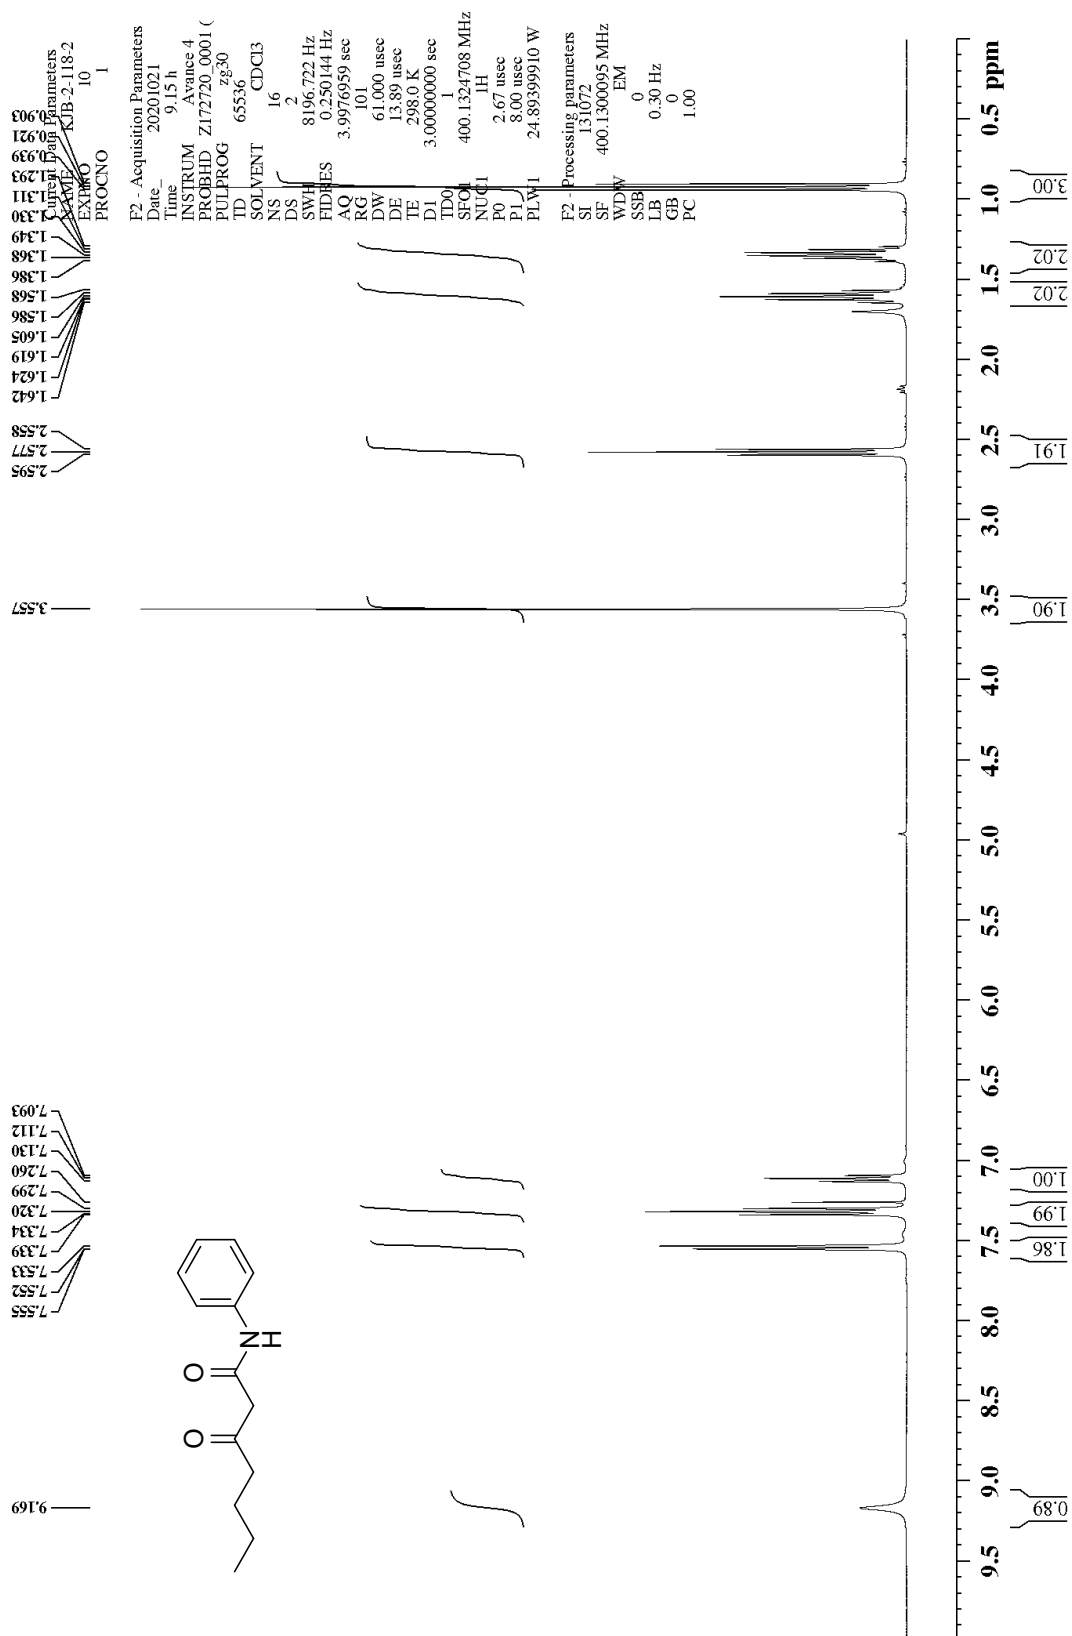 9.169
7.555
7.552
7.533
7.339
7.334
7.320
7.299
7.260
7.130
7.112
7.093
3.557
2.595
2.577
2.558
1.642
1.624
1.619
1.605
1.586
1.568
1.386
1.368
1.349
1.330
1.311
1.293
0.939
0.921
0.903
Current Data Parameters
NAME KJB-2-118-2
EXPNO 10
PROCNO 1
F2 - Acquisition Parameters
Date_ 20201021
Time 9.15 h
INSTRUM Avance 4
PROBHD Z172720_0001 (
PULPROG zg30
TD 65536
SOLVENT CDCl3
NS 16
DS 2
SWH 8196.722 Hz
FIDRES 0.250144 Hz
AQ 3.9976959 sec
RG 101
DW 61.000 usec
DE 13.89 usec
TE 298.0 K
D1 3.00000000 sec
TD0 1
SFO1 400.1324708 MHz
NUC1 1H
P0 2.67 usec
P1 8.00 usec
PLW1 24.89399910 W
F2 - Processing parameters
SI 131072
SF 400.1300095 MHz
WDW EM
SSB 0
LB 0.30 Hz
GB 0
PC 1.00
O O
N
H
9.5 9.0 8.5 8.0 7.5 7.0 6.5 6.0 5.5 5.0 4.5 4.0 3.5 3.0 2.5 2.0 1.5 1.0 0.5 ppm
0.89 1.86 1.99 1.00 1.90 1.91 2.02 2.02 3.00